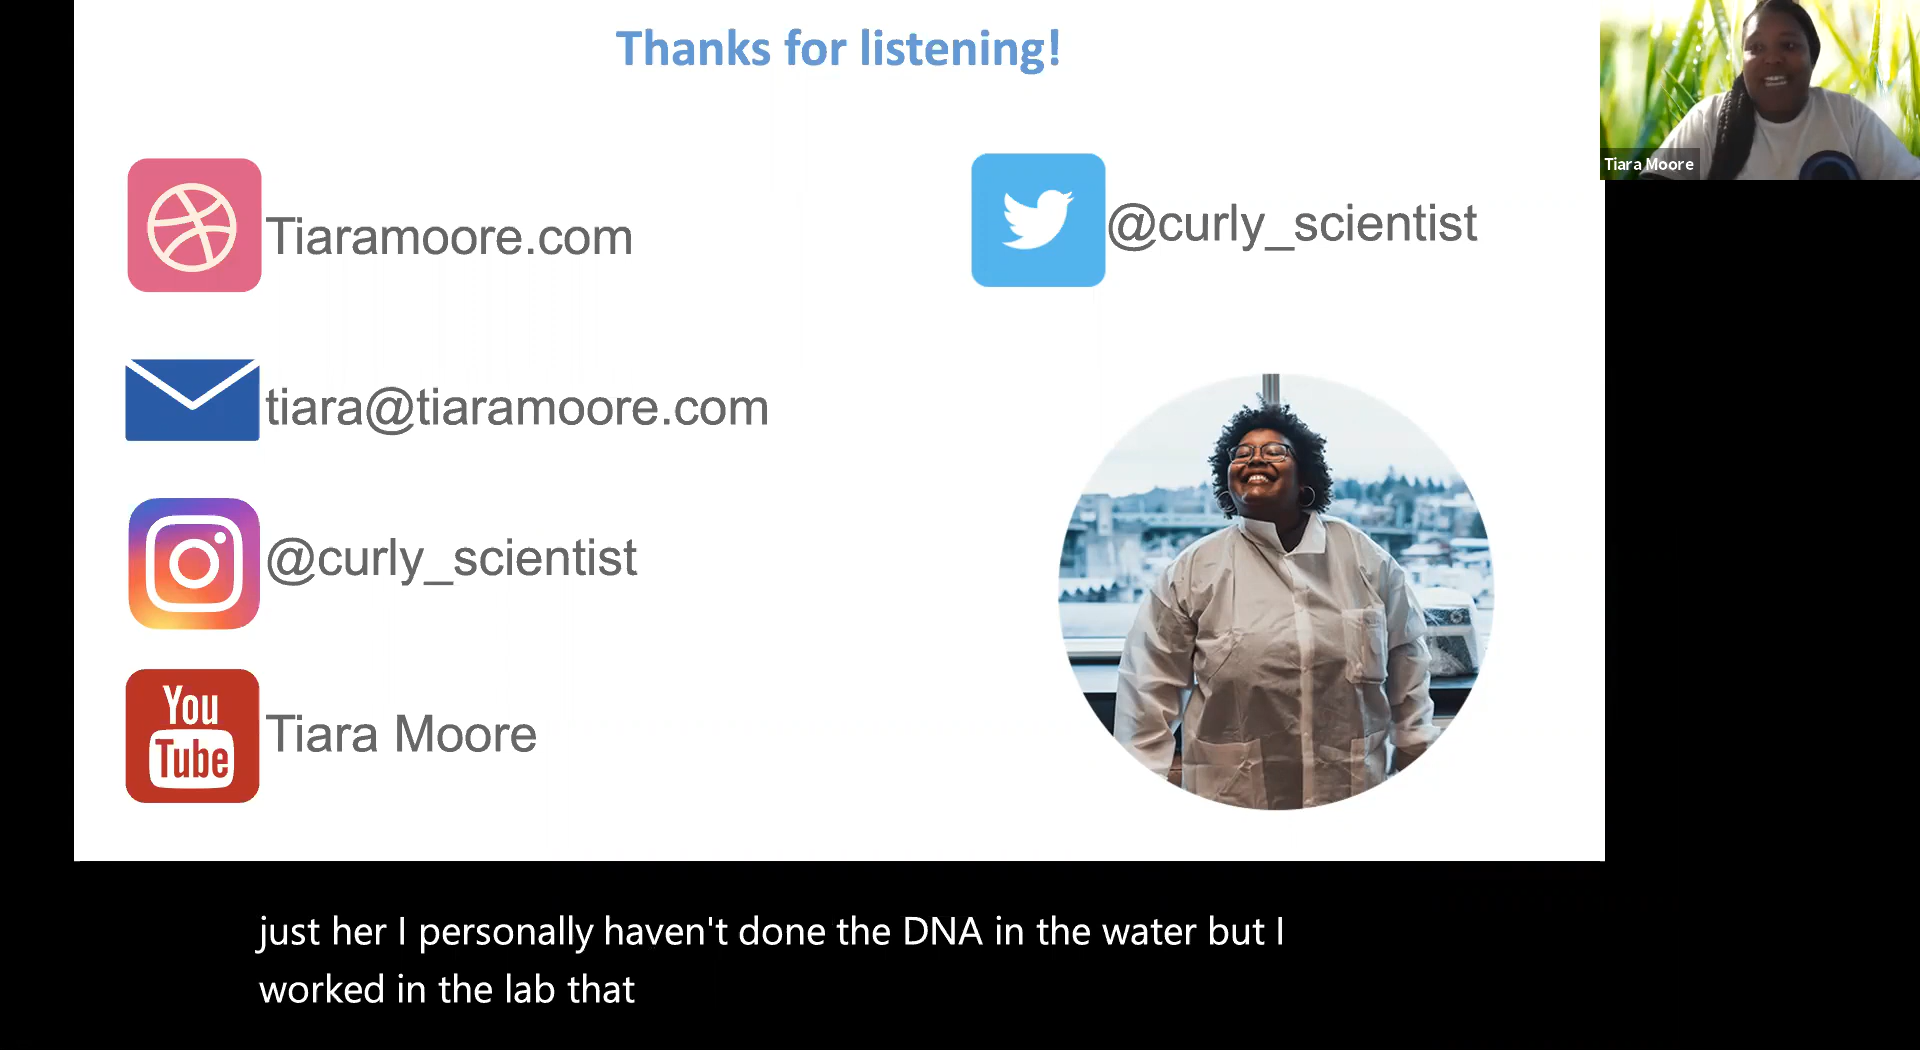 Thanks for listening!
Tiara Moore
Tiaramoore.com
@curly_scientist
tiara@tiaramoore.com
@curly_scientist
You
Tube
Tiara Moore
just her I personally haven't done the DNA in the water but I
worked in the lab that